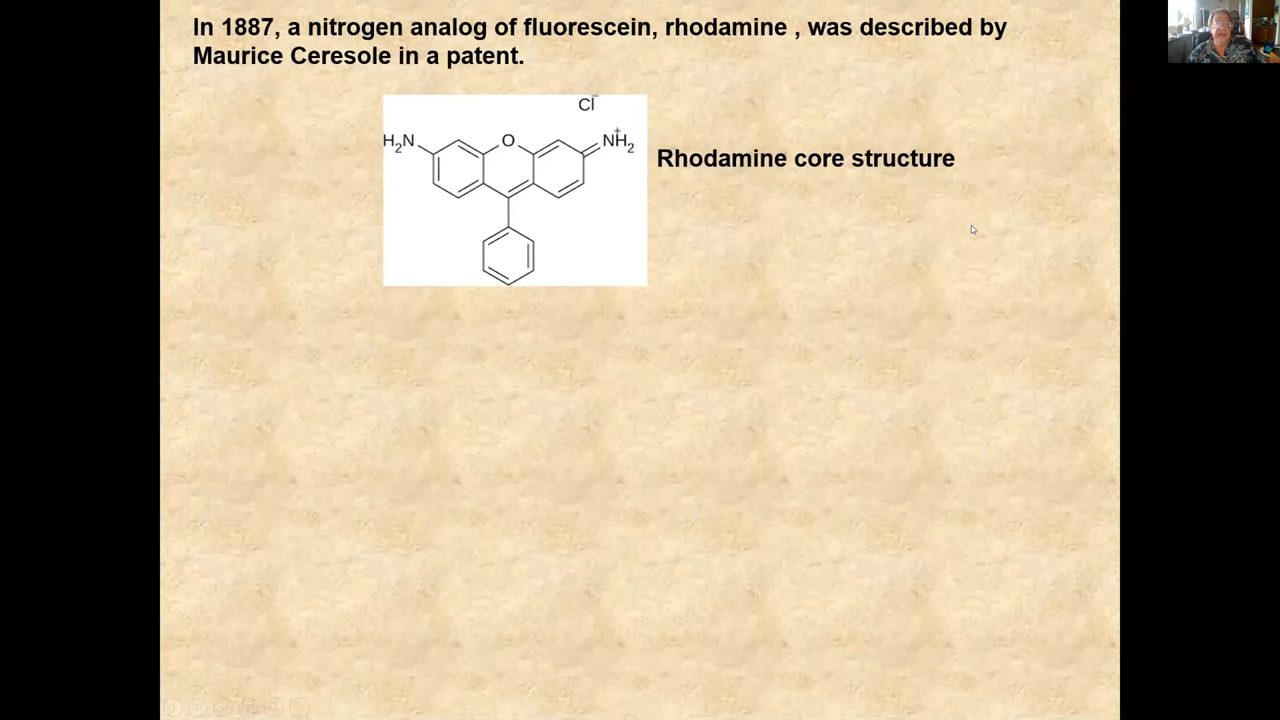 In 1887, a nitrogen analog of fluorescein, rhodamine , was described by
Maurice Ceresole in a patent.
Cl⁻
H₂N
O
N⁺H₂
Rhodamine core structure